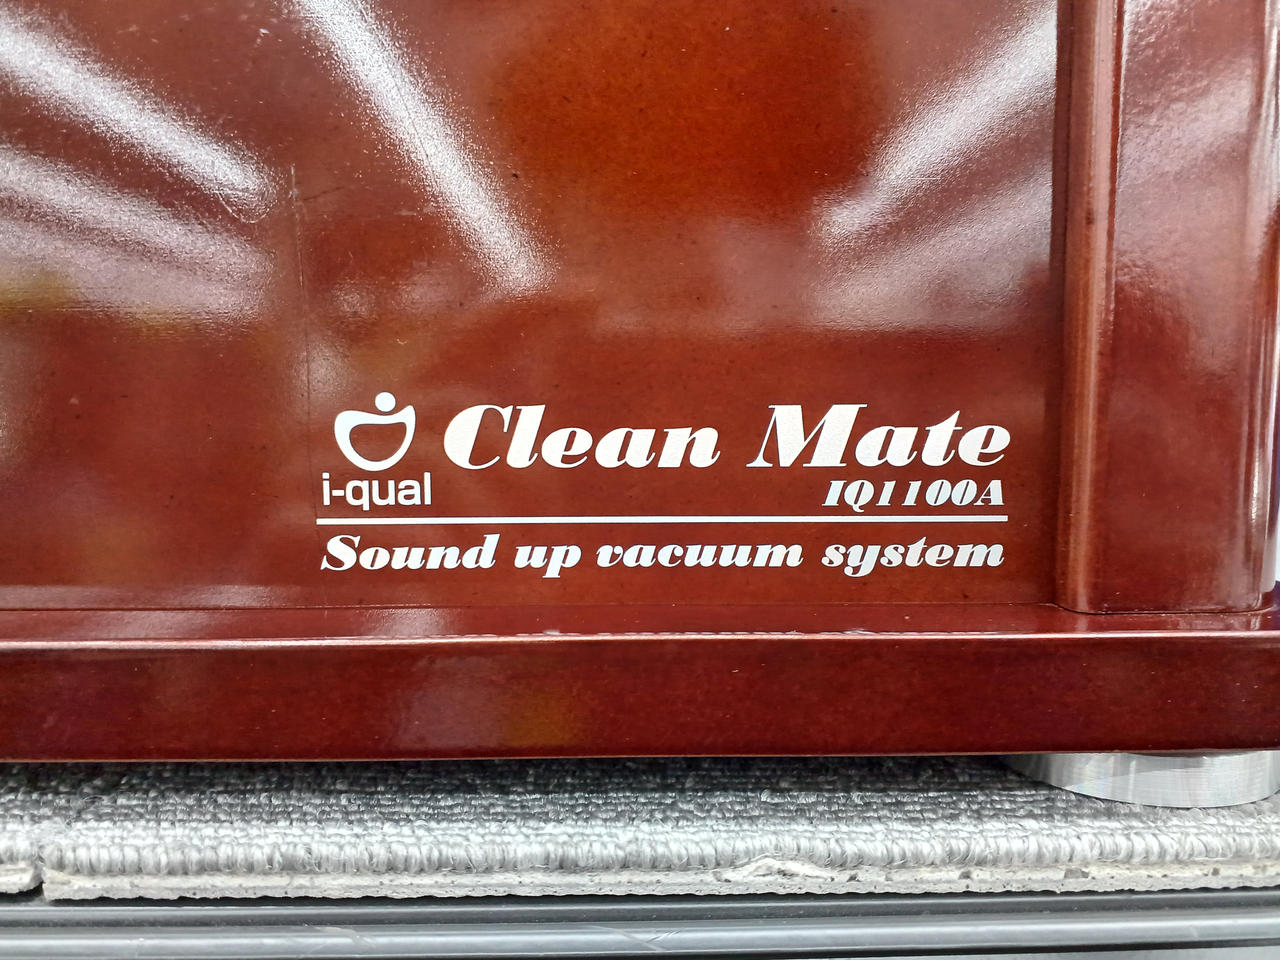 Clean Mate
i-qual
IQ1100A
Sound up vacuum system